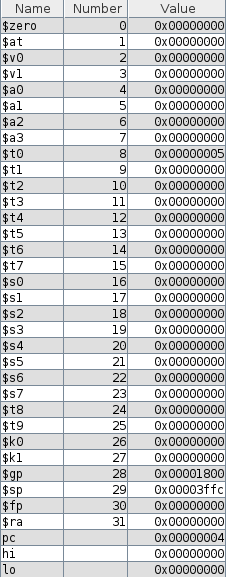 Name Number Value
$zero 0 0x00000000
$at 1 0x00000000
$v0 2 0x00000000
$v1 3 0x00000000
$a0 4 0x00000000
$a1 5 0x00000000
$a2 6 0x00000000
$a3 7 0x00000000
$t0 8 0x00000005
$t1 9 0x00000000
$t2 10 0x00000000
$t3 11 0x00000000
$t4 12 0x00000000
$t5 13 0x00000000
$t6 14 0x00000000
$t7 15 0x00000000
$s0 16 0x00000000
$s1 17 0x00000000
$s2 18 0x00000000
$s3 19 0x00000000
$s4 20 0x00000000
$s5 21 0x00000000
$s6 22 0x00000000
$s7 23 0x00000000
$t8 24 0x00000000
$t9 25 0x00000000
$k0 26 0x00000000
$k1 27 0x00000000
$gp 28 0x00001800
$sp 29 0x00003ffc
$fp 30 0x00000000
$ra 31 0x00000000
pc 0x00000004
hi 0x00000000
lo 0x00000000